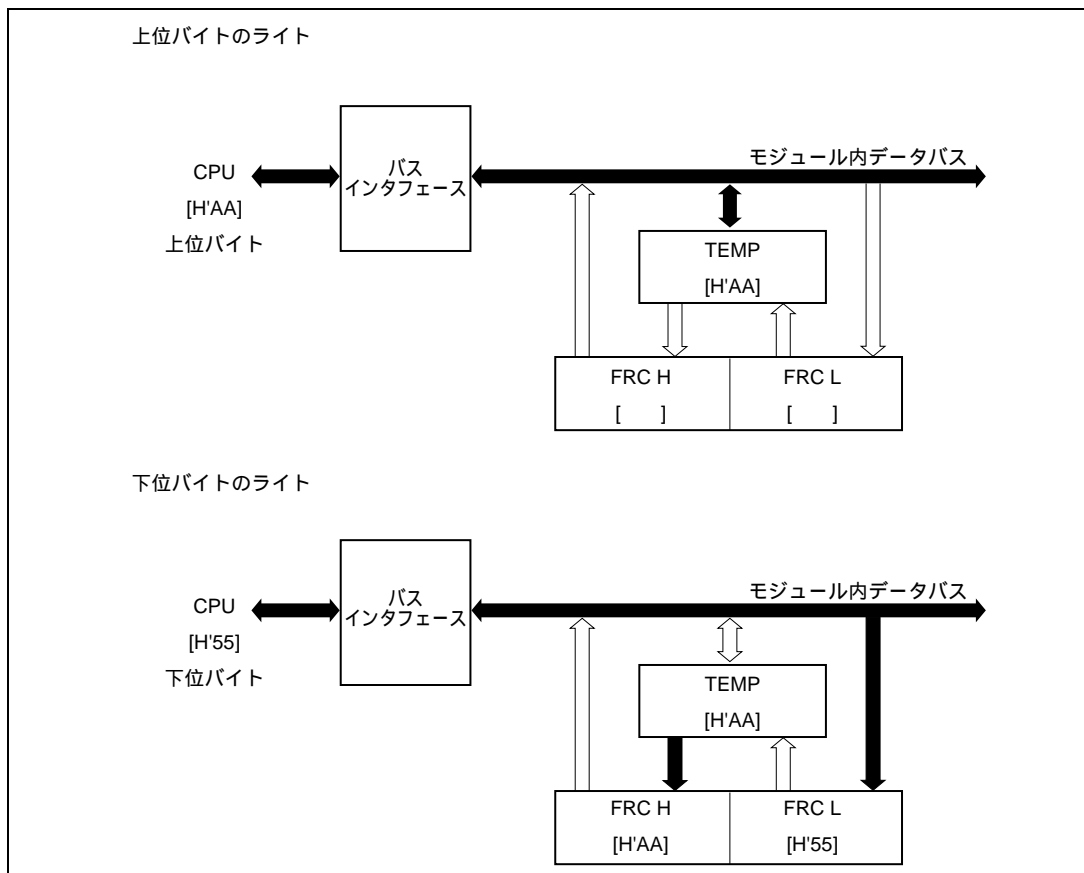 上位バイトのライト
CPU
[H'AA]
上位バイト
バス
インタフェース
モジュール内データバス
TEMP
[H'AA]
FRC H
[ ]
FRC L
[ ]
下位バイトのライト
CPU
[H'55]
下位バイト
バス
インタフェース
モジュール内データバス
TEMP
[H'AA]
FRC H
[H'AA]
FRC L
[H'55]